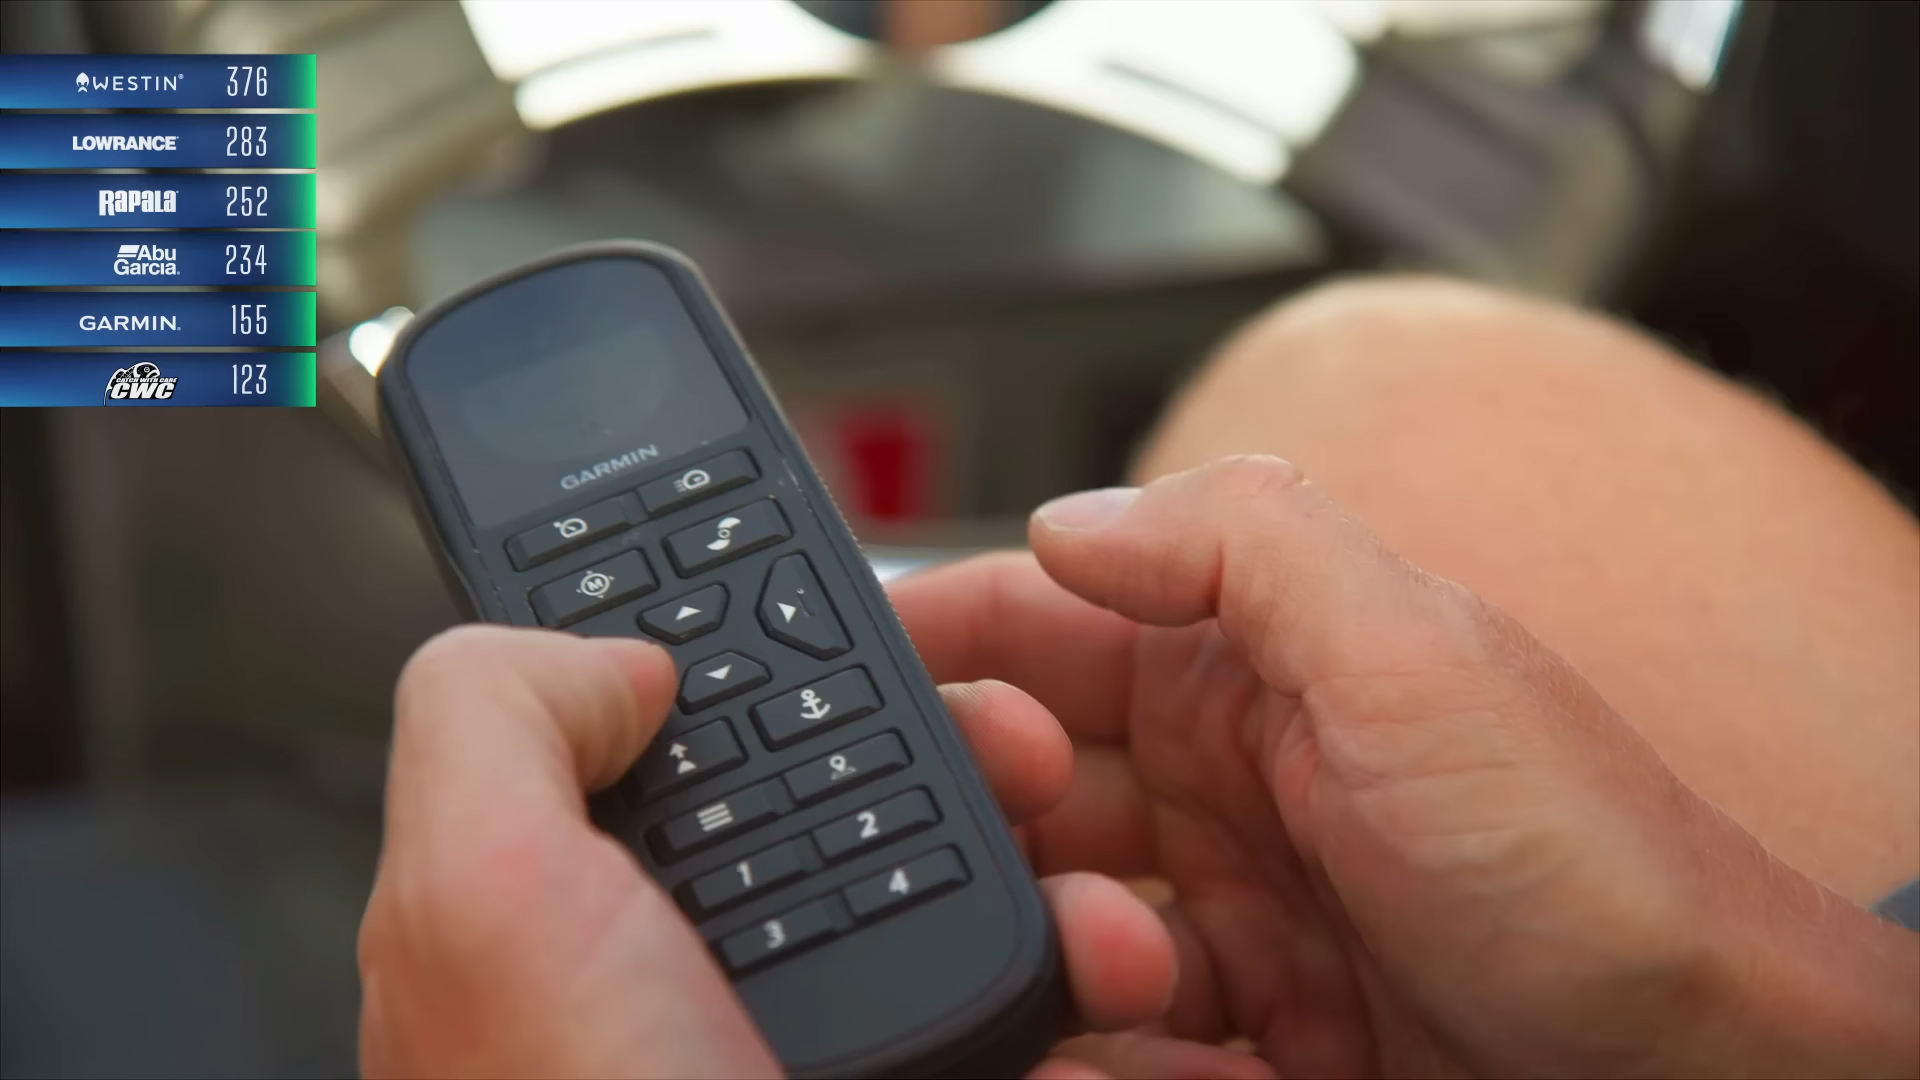 WESTIN® 376
LOWRANCE 283
Rapala 252
Abu
Garcia. 234
GARMIN. 155
CATCH WITH CARE
CWC 123
GARMIN
M
2
1
4
3